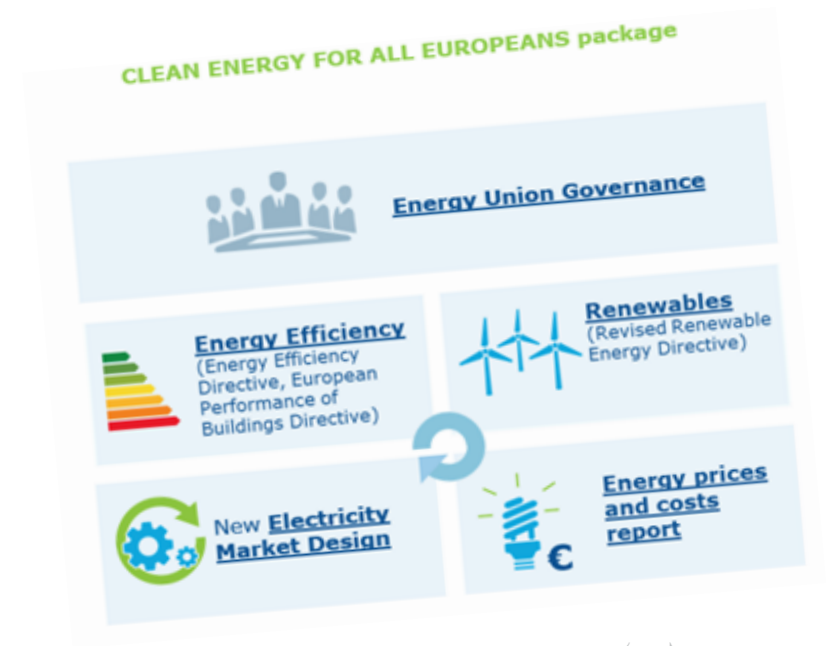 CLEAN ENERGY FOR ALL EUROPEANS package
Energy Union Governance
Energy Efficiency
(Energy Efficiency
Directive, European
Performance of
Buildings Directive)
Renewables
(Revised Renewable
Energy Directive)
New Electricity
Market Design
Energy prices
and costs
report
€